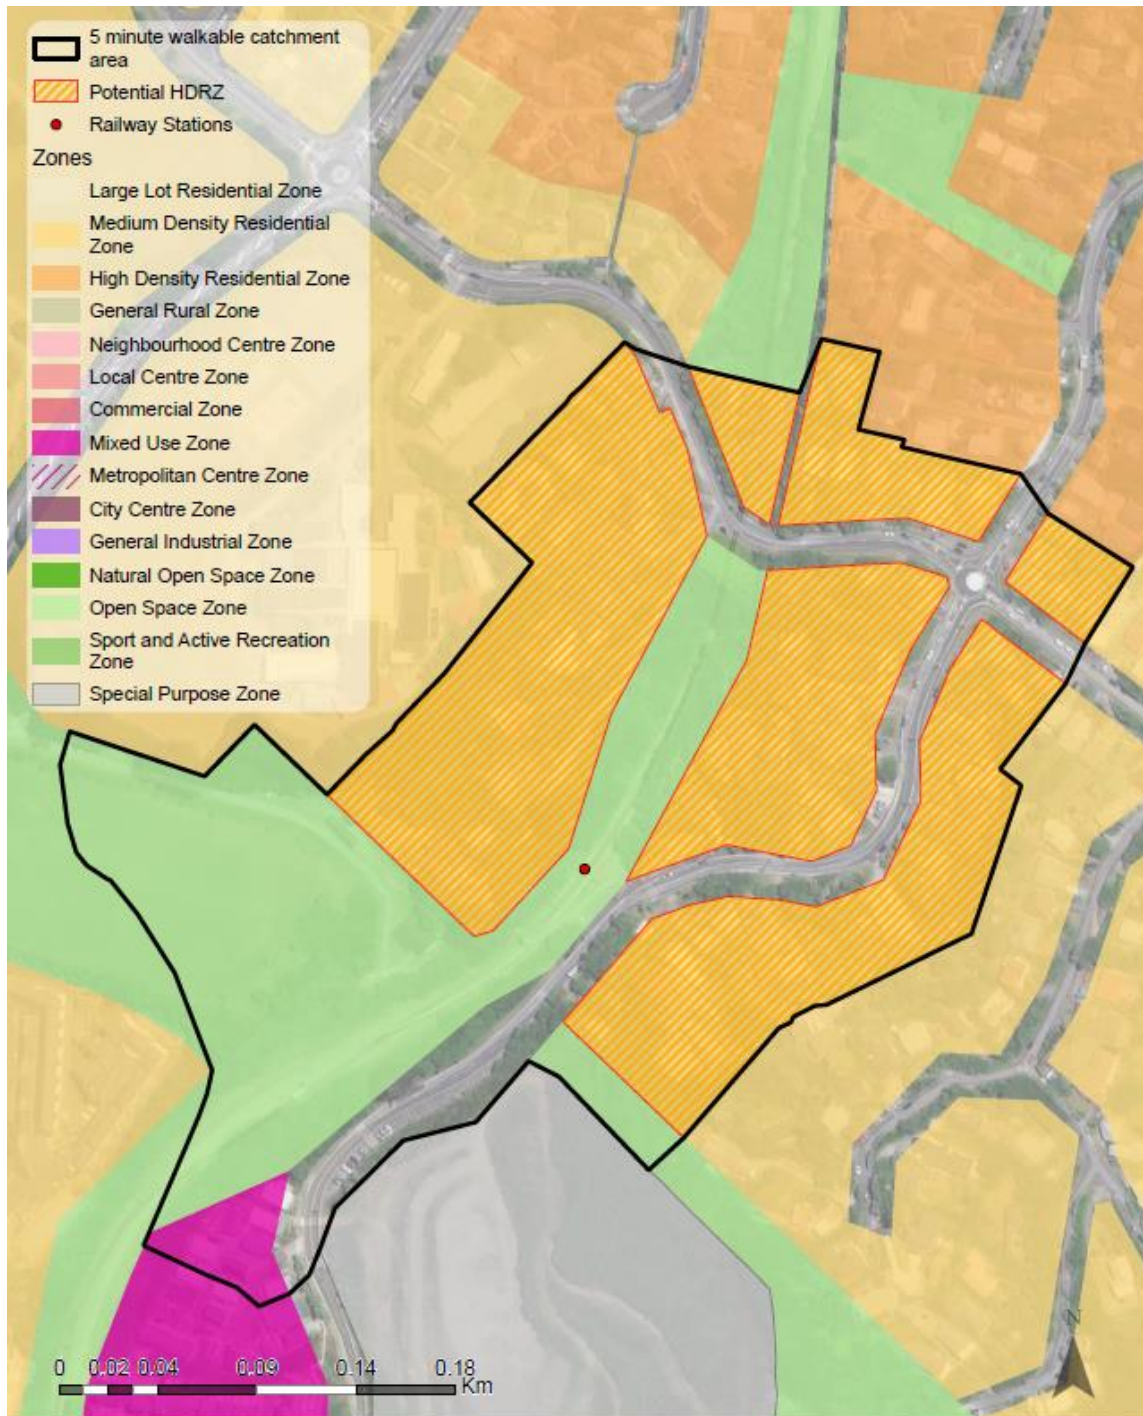 5 minute walkable catchment
area
Potential HDRZ
Railway Stations
Zones
Large Lot Residential Zone
Medium Density Residential
Zone
High Density Residential Zone
General Rural Zone
Neighbourhood Centre Zone
Local Centre Zone
Commercial Zone
Mixed Use Zone
Metropolitan Centre Zone
City Centre Zone
General Industrial Zone
Natural Open Space Zone
Open Space Zone
Sport and Active Recreation
Zone
Special Purpose Zone
N
0 0.02 0.04 0.09 0.14 0.18
Km